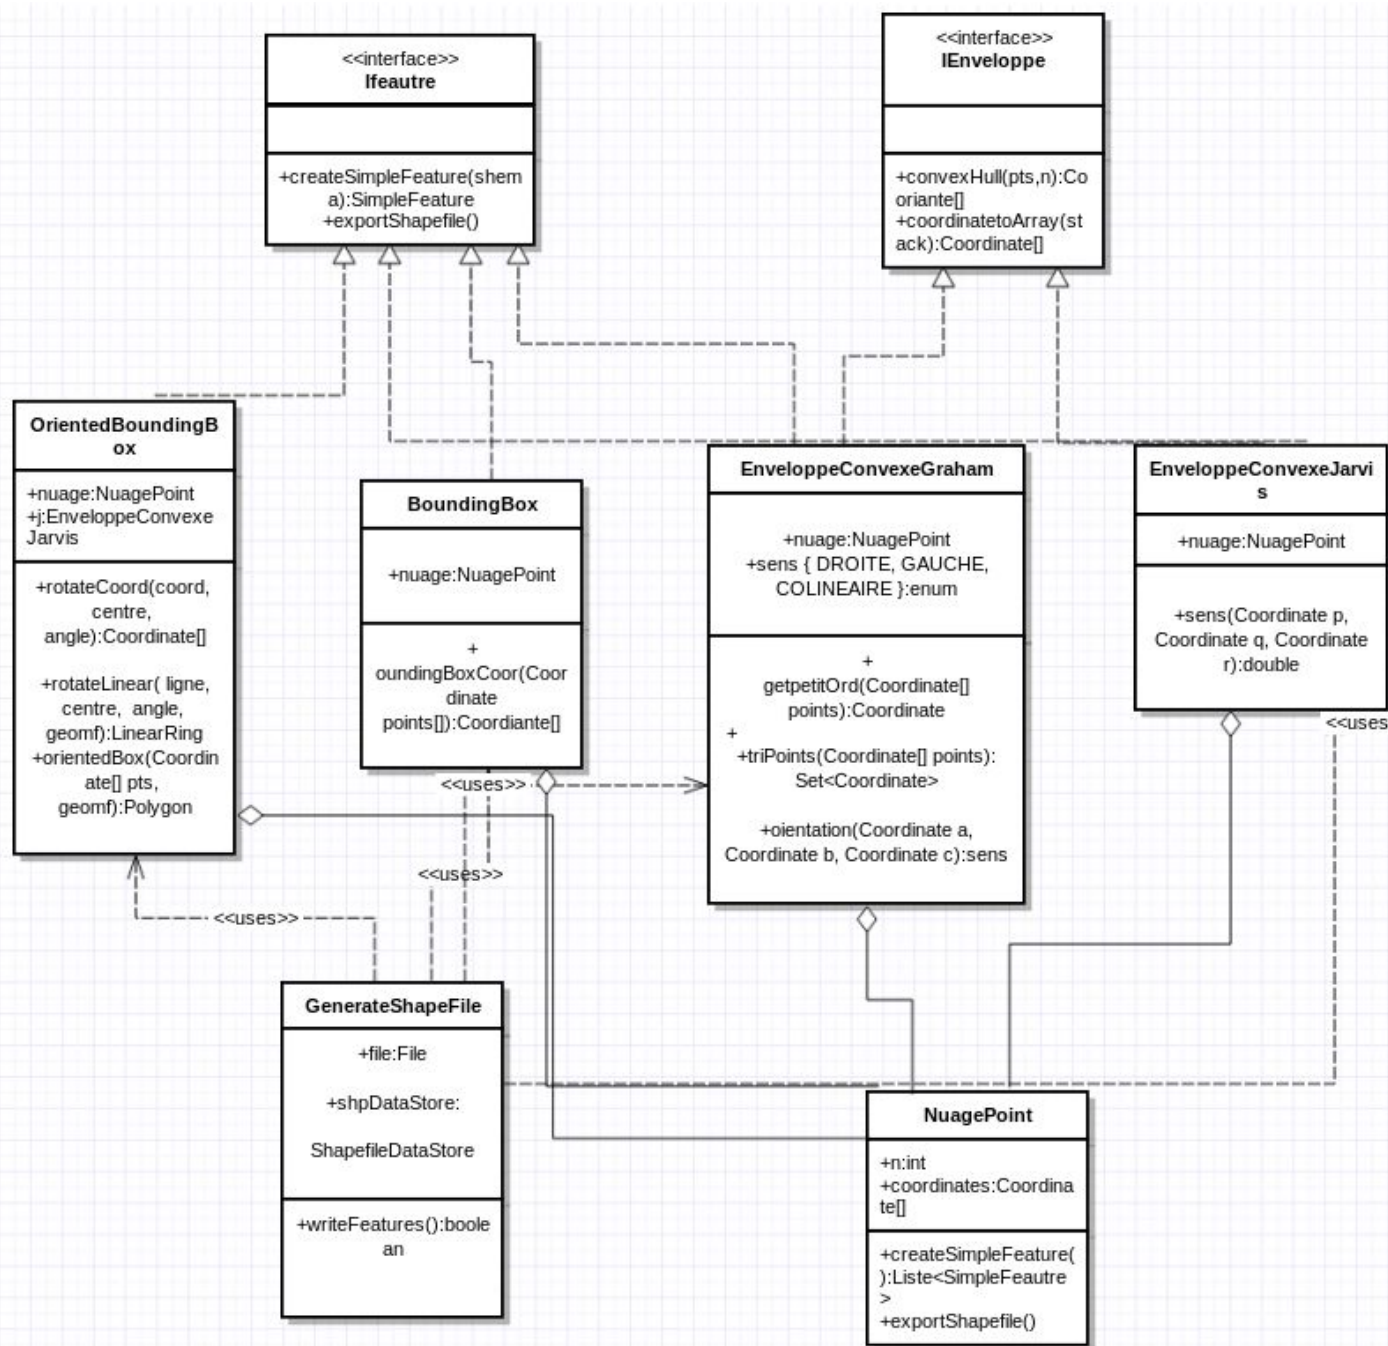 <<interface>>
Ifeautre
+createSimpleFeature(shem
a):SimpleFeature
+exportShapefile()
<<interface>>
IEnveloppe
+convexHull(pts,n):Co
oriante[]
+coordinatetoArray(st
ack):Coordinate[]
OrientedBoundingB
ox
+nuage:NuagePoint
+j:EnveloppeConvexe
Jarvis
+rotateCoord(coord,
centre,
angle):Coordinate[]
+rotateLinear( ligne,
centre, angle,
geomf):LinearRing
+orientedBox(Coordin
ate[] pts,
geomf):Polygon
BoundingBox
+nuage:NuagePoint
+
oundingBoxCoor(Coor
dinate
points[]):Coordiante[]
EnveloppeConvexeGraham
+nuage:NuagePoint
+sens { DROITE, GAUCHE,
COLINEAIRE }:enum
+
getpetitOrd(Coordinate[]
points):Coordinate
+
+triPoints(Coordinate[] points):
Set<Coordinate>
+oientation(Coordinate a,
Coordinate b, Coordinate c):sens
EnveloppeConvexeJarvi
s
+nuage:NuagePoint
+sens(Coordinate p,
Coordinate q, Coordinate
r):double
<<uses
<<uses>>
<<uses>>
<<uses>>
GenerateShapeFile
+file:File
+shpDataStore:
ShapefileDataStore
+writeFeatures():boole
an
NuagePoint
+n:int
+coordinates:Coordina
te[]
+createSimpleFeature(
):Liste<SimpleFeautre
>
+exportShapefile()